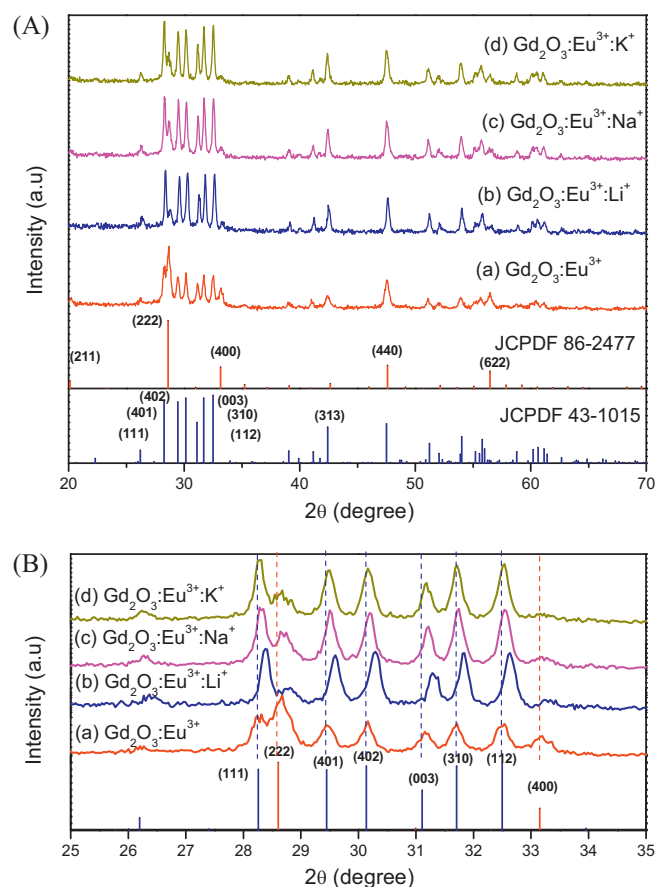 (A)
(d) Gd₂O₃:Eu³⁺:K⁺
(c) Gd₂O₃:Eu³⁺:Na⁺
(b) Gd₂O₃:Eu³⁺:Li⁺
(a) Gd₂O₃:Eu³⁺
Intensity (a.u)
JCPDF 86-2477
(211)
(222)
(400)
(440)
(622)
JCPDF 43-1015
(402)
(003)
(401)
(310)
(313)
(111)
(112)
20 30 40 50 60 70
2θ (degree)
(B)
(d) Gd₂O₃:Eu³⁺:K⁺
(c) Gd₂O₃:Eu³⁺:Na⁺
(b) Gd₂O₃:Eu³⁺:Li⁺
(a) Gd₂O₃:Eu³⁺
Intensity (a.u)
(111) (222) (401) (402) (003) (310) (112) (400)
25 26 27 28 29 30 31 32 33 34 35
2θ (degree)